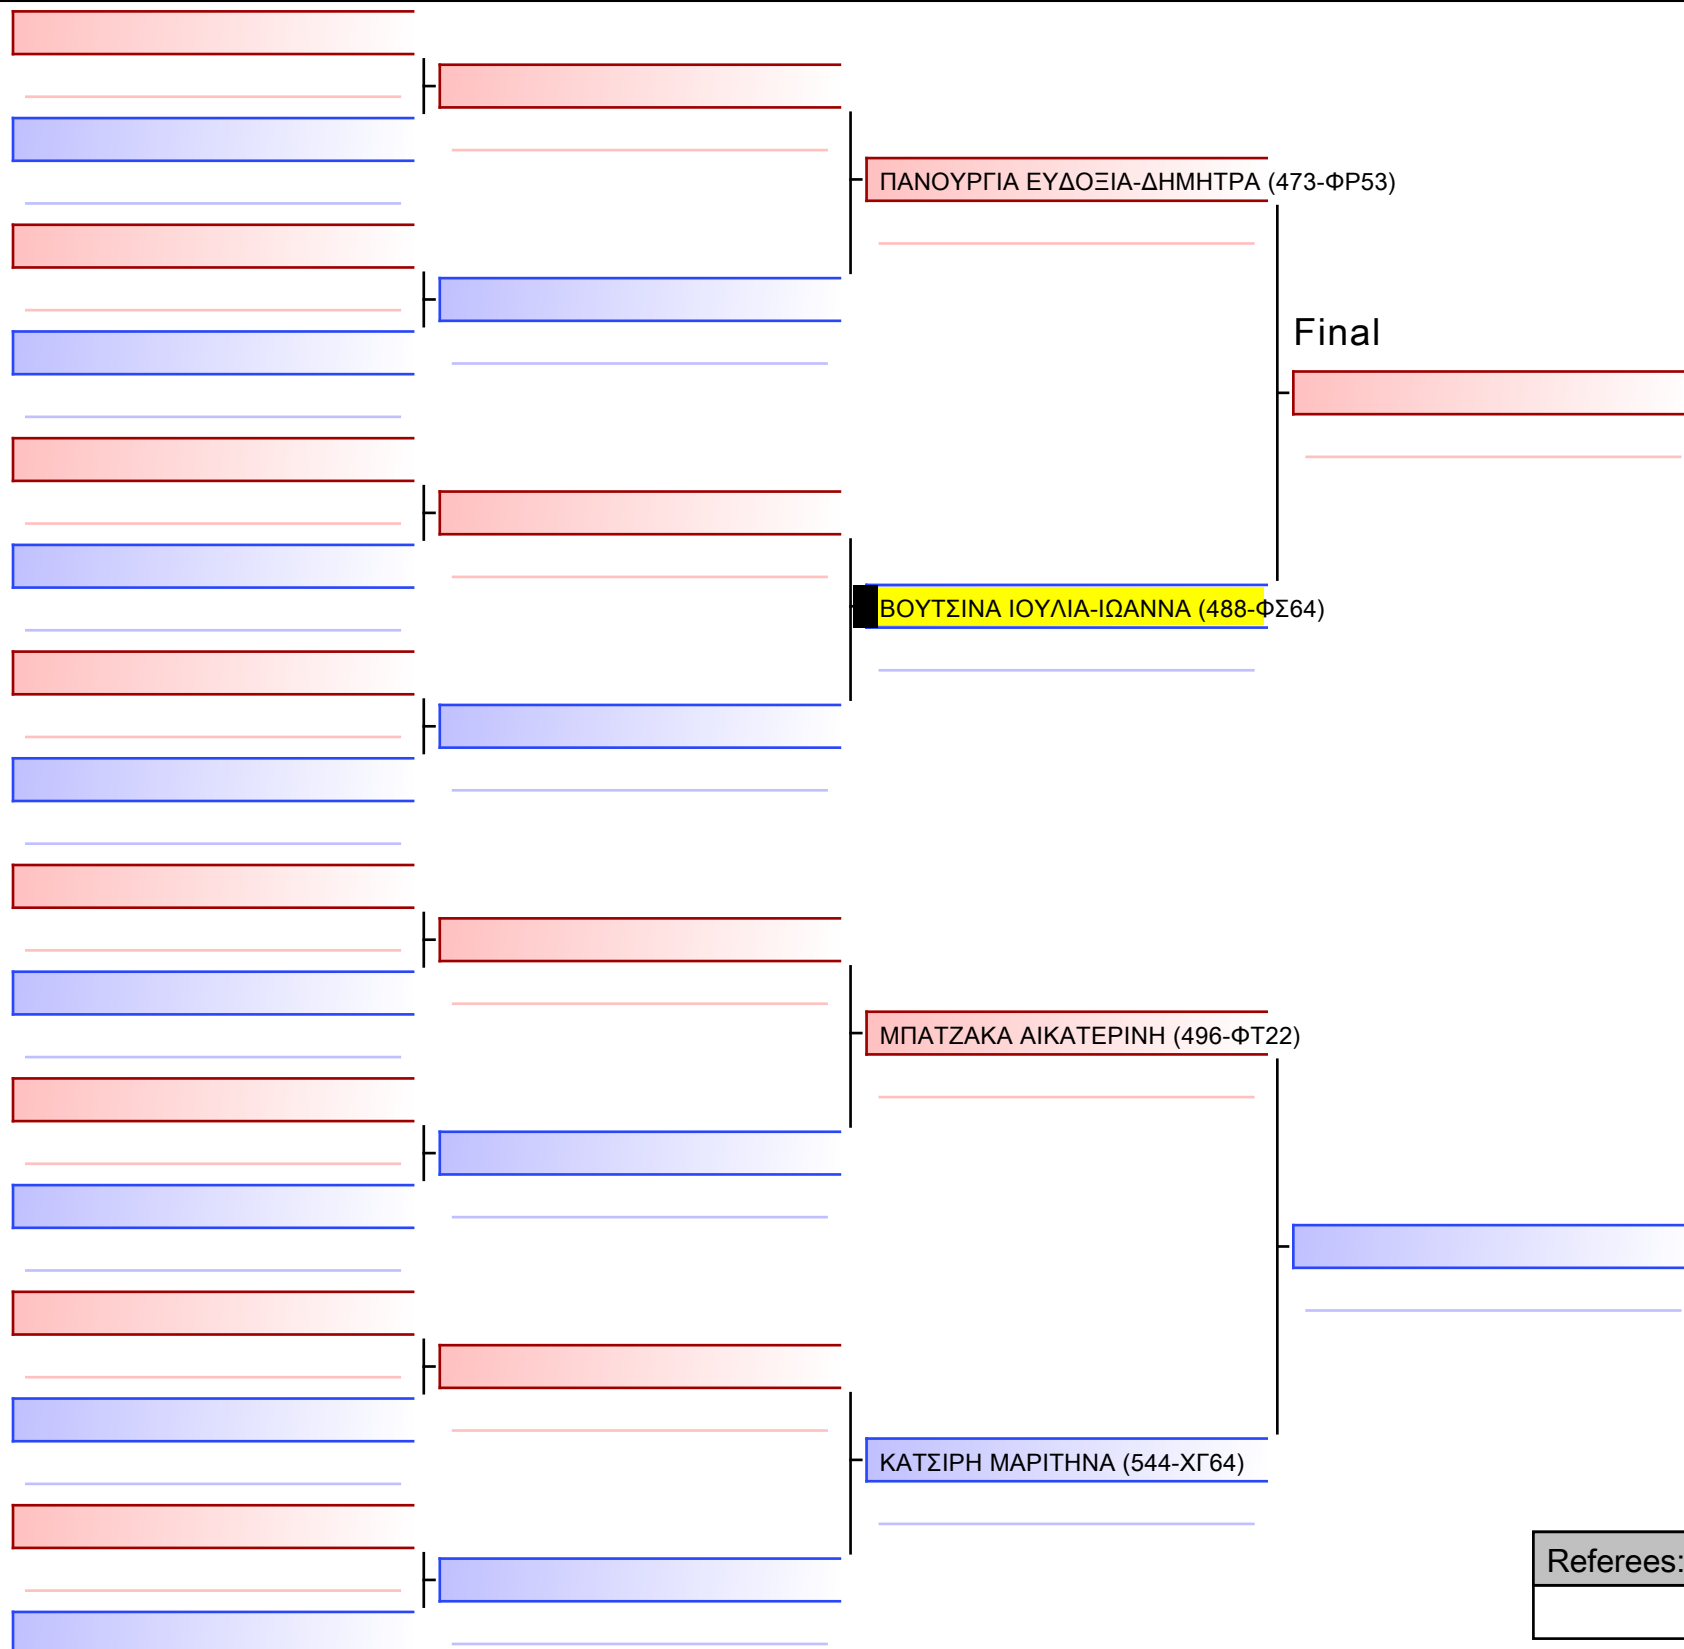 ΠΑΝΟΥΡΓΙΑ ΕΥΔΟΞΙΑ-ΔΗΜΗΤΡΑ (473-ΦΡ53)
Final
ΒΟΥΤΣΙΝΑ ΙΟΥΛΙΑ-ΙΩΑΝΝΑ (488-ΦΣ64)
ΜΠΑΤΖΑΚΑ ΑΙΚΑΤΕΡΙΝΗ (496-ΦΤ22)
ΚΑΤΣΙΡΗ ΜΑΡΙΤΗΝΑ (544-ΧΓ64)
Referees: